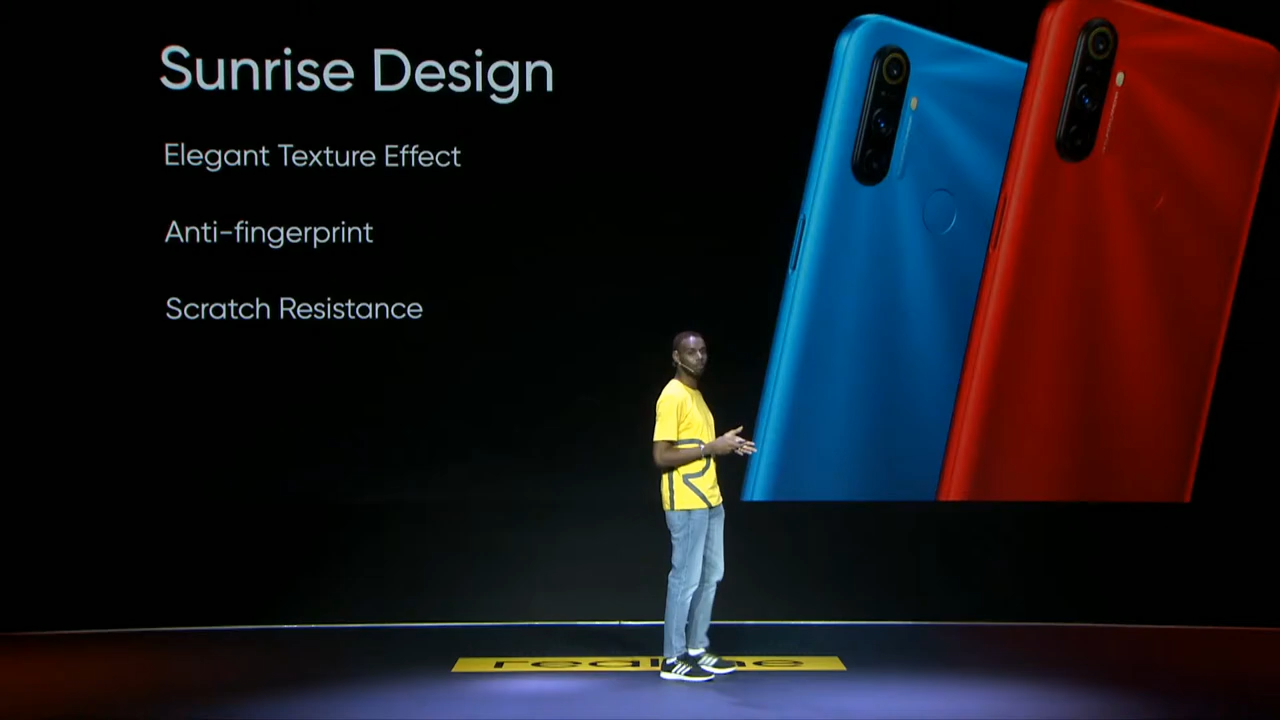 Sunrise Design
Elegant Texture Effect
Anti-fingerprint
Scratch Resistance